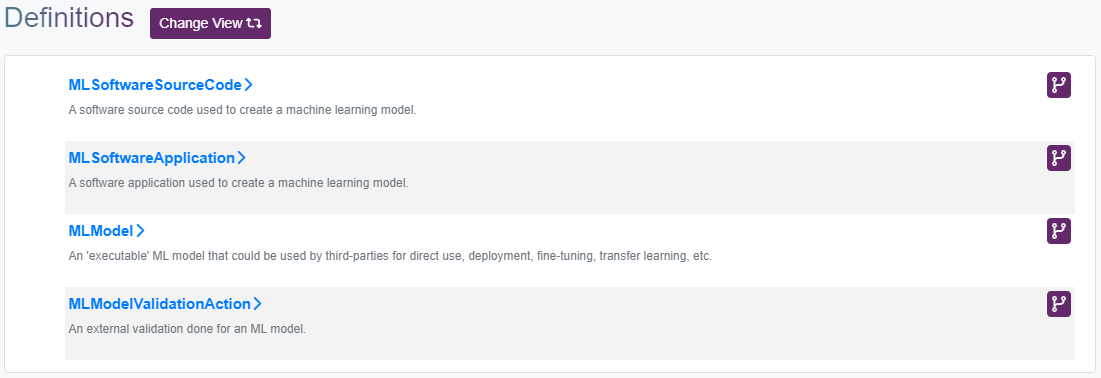 Definitions Change View
MLSoftwareSourceCode
A software source code used to create a machine learning model.
MLSoftwareApplication
A software application used to create a machine learning model.
MLModel
An 'executable' ML model that could be used by third-parties for direct use, deployment, fine-tuning, transfer learning, etc.
MLModelValidationAction
An external validation done for an ML model.